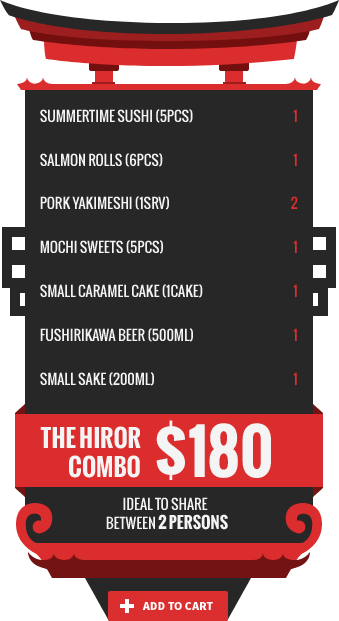 SUMMERTIME SUSHI (5PCS) 1
SALMON ROLLS (6PCS) 1
PORK YAKIMESHI (1SRV) 2
MOCHI SWEETS (5PCS) 1
SMALL CARAMEL CAKE (1CAKE) 1
FUSHIRIKAWA BEER (500ML) 1
SMALL SAKE (200ML) 1
THE HIROR
COMBO
$180
IDEAL TO SHARE
BETWEEN 2 PERSONS
ADD TO CART